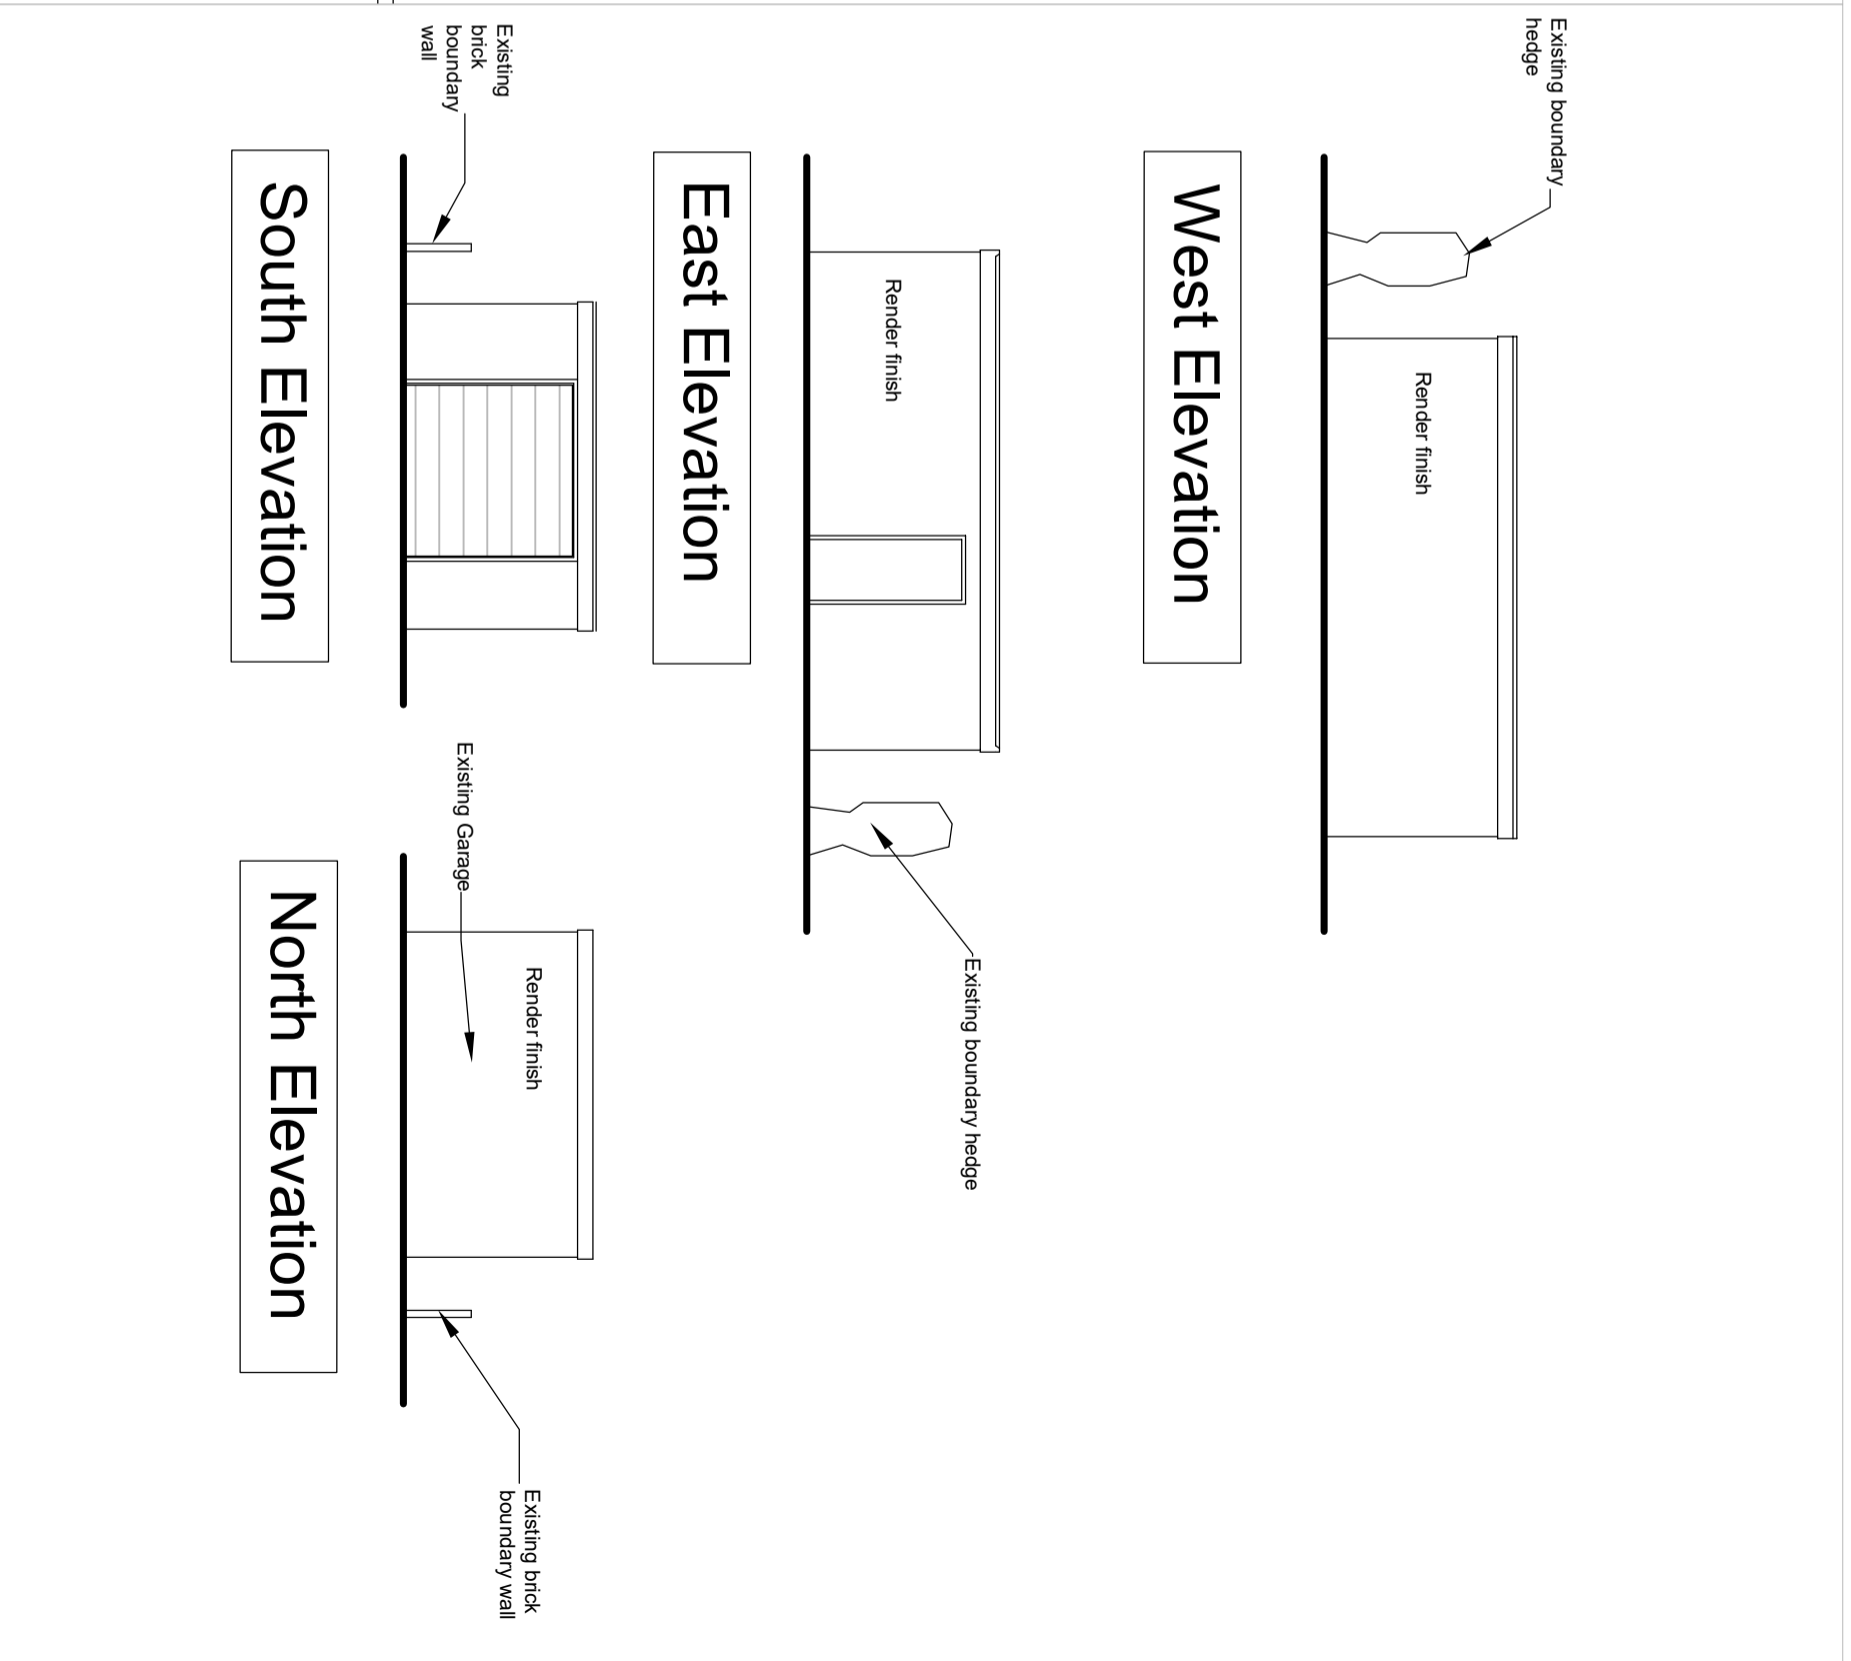 Existing boundary
hedge
Render finish
West Elevation
Render finish
Existing boundary hedge
East Elevation
Existing
brick
boundary
wall
South Elevation
Existing Garage
Render finish
Existing brick
boundary wall
North Elevation